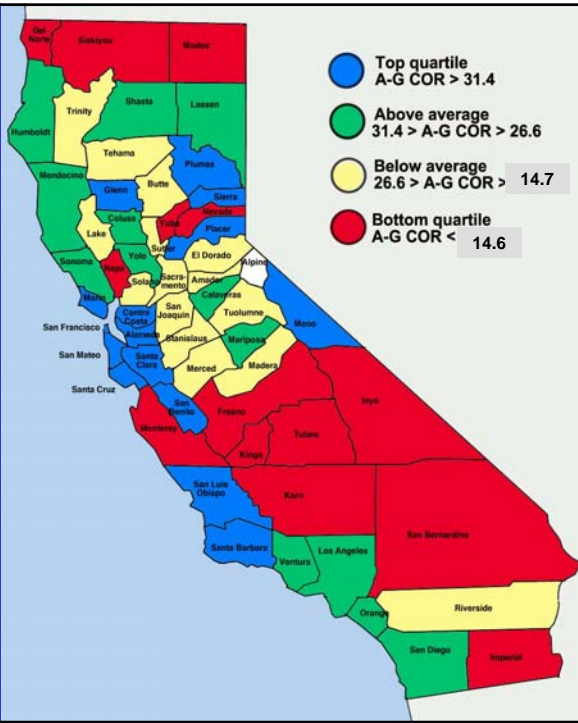 Del
Norte
Siskiyou
Modoc
Top quartile
A-G COR > 31.4
Trinity
Shasta
Lassen
Above average
31.4 > A-G COR > 26.6
Humboldt
Tehama
Plumas
Below average
26.6 > A-G COR > 14.7
Mendocino
Glenn
Butte
Sierra
Bottom quartile
A-G COR < 14.6
Colusa
Yuba
Nevada
Placer
Lake
Sutter
Sonoma
Napa
Yolo
El Dorado
Alpine
Solano
Sacra-
mento
Amador
Marin
Calaveras
San Francisco
Contra
Costa
San
Joaquin
Tuolumne
Mono
Alameda
Stanislaus
Mariposa
San Mateo
Santa
Clara
Merced
Madera
Santa Cruz
San
Benito
Fresno
Inyo
Monterey
Tulare
Kings
San Luis
Obispo
Kern
Santa Barbara
San Bernardino
Ventura
Los Angeles
Orange
Riverside
San Diego
Imperial